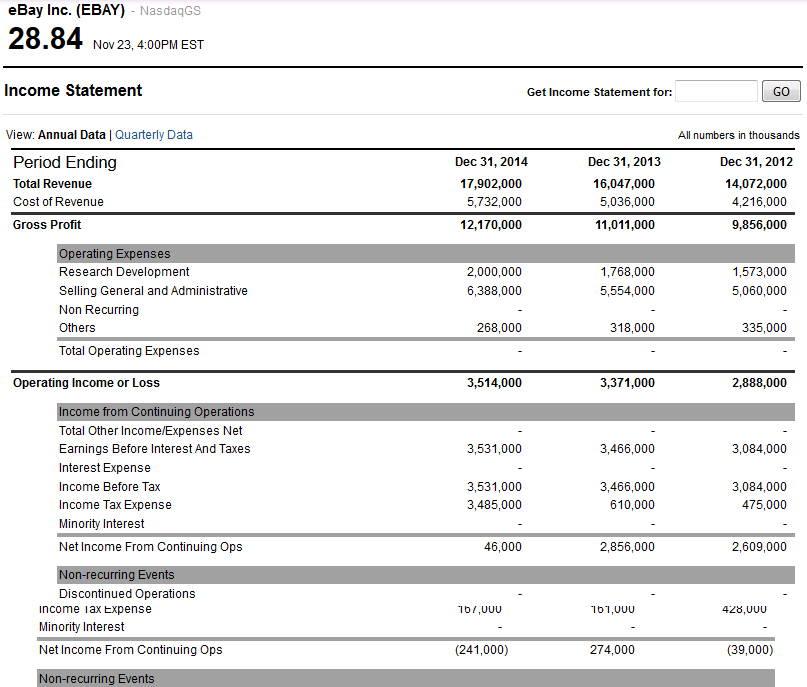 eBay Inc. (EBAY) - NasdaqGS
28.84 Nov 23, 4:00PM EST
Income Statement Get Income Statement for: GO
View: Annual Data | Quarterly Data All numbers in thousands
Period Ending Dec 31, 2014 Dec 31, 2013 Dec 31, 2012
Total Revenue 17,902,000 16,047,000 14,072,000
Cost of Revenue 5,732,000 5,036,000 4,216,000
Gross Profit 12,170,000 11,011,000 9,856,000
Operating Expenses
Research Development 2,000,000 1,768,000 1,573,000
Selling General and Administrative 6,388,000 5,554,000 5,060,000
Non Recurring - - -
Others 268,000 318,000 335,000
Total Operating Expenses - - -
Operating Income or Loss 3,514,000 3,371,000 2,888,000
Income from Continuing Operations
Total Other Income/Expenses Net - - -
Earnings Before Interest And Taxes 3,531,000 3,466,000 3,084,000
Interest Expense - - -
Income Before Tax 3,531,000 3,466,000 3,084,000
Income Tax Expense 3,485,000 610,000 475,000
Minority Interest - - -
Net Income From Continuing Ops 46,000 2,856,000 2,609,000
Non-recurring Events
Discontinued Operations - - -
Income Tax Expense 167,000 161,000 428,000
Minority Interest - - -
Net Income From Continuing Ops (241,000) 274,000 (39,000)
Non-recurring Events